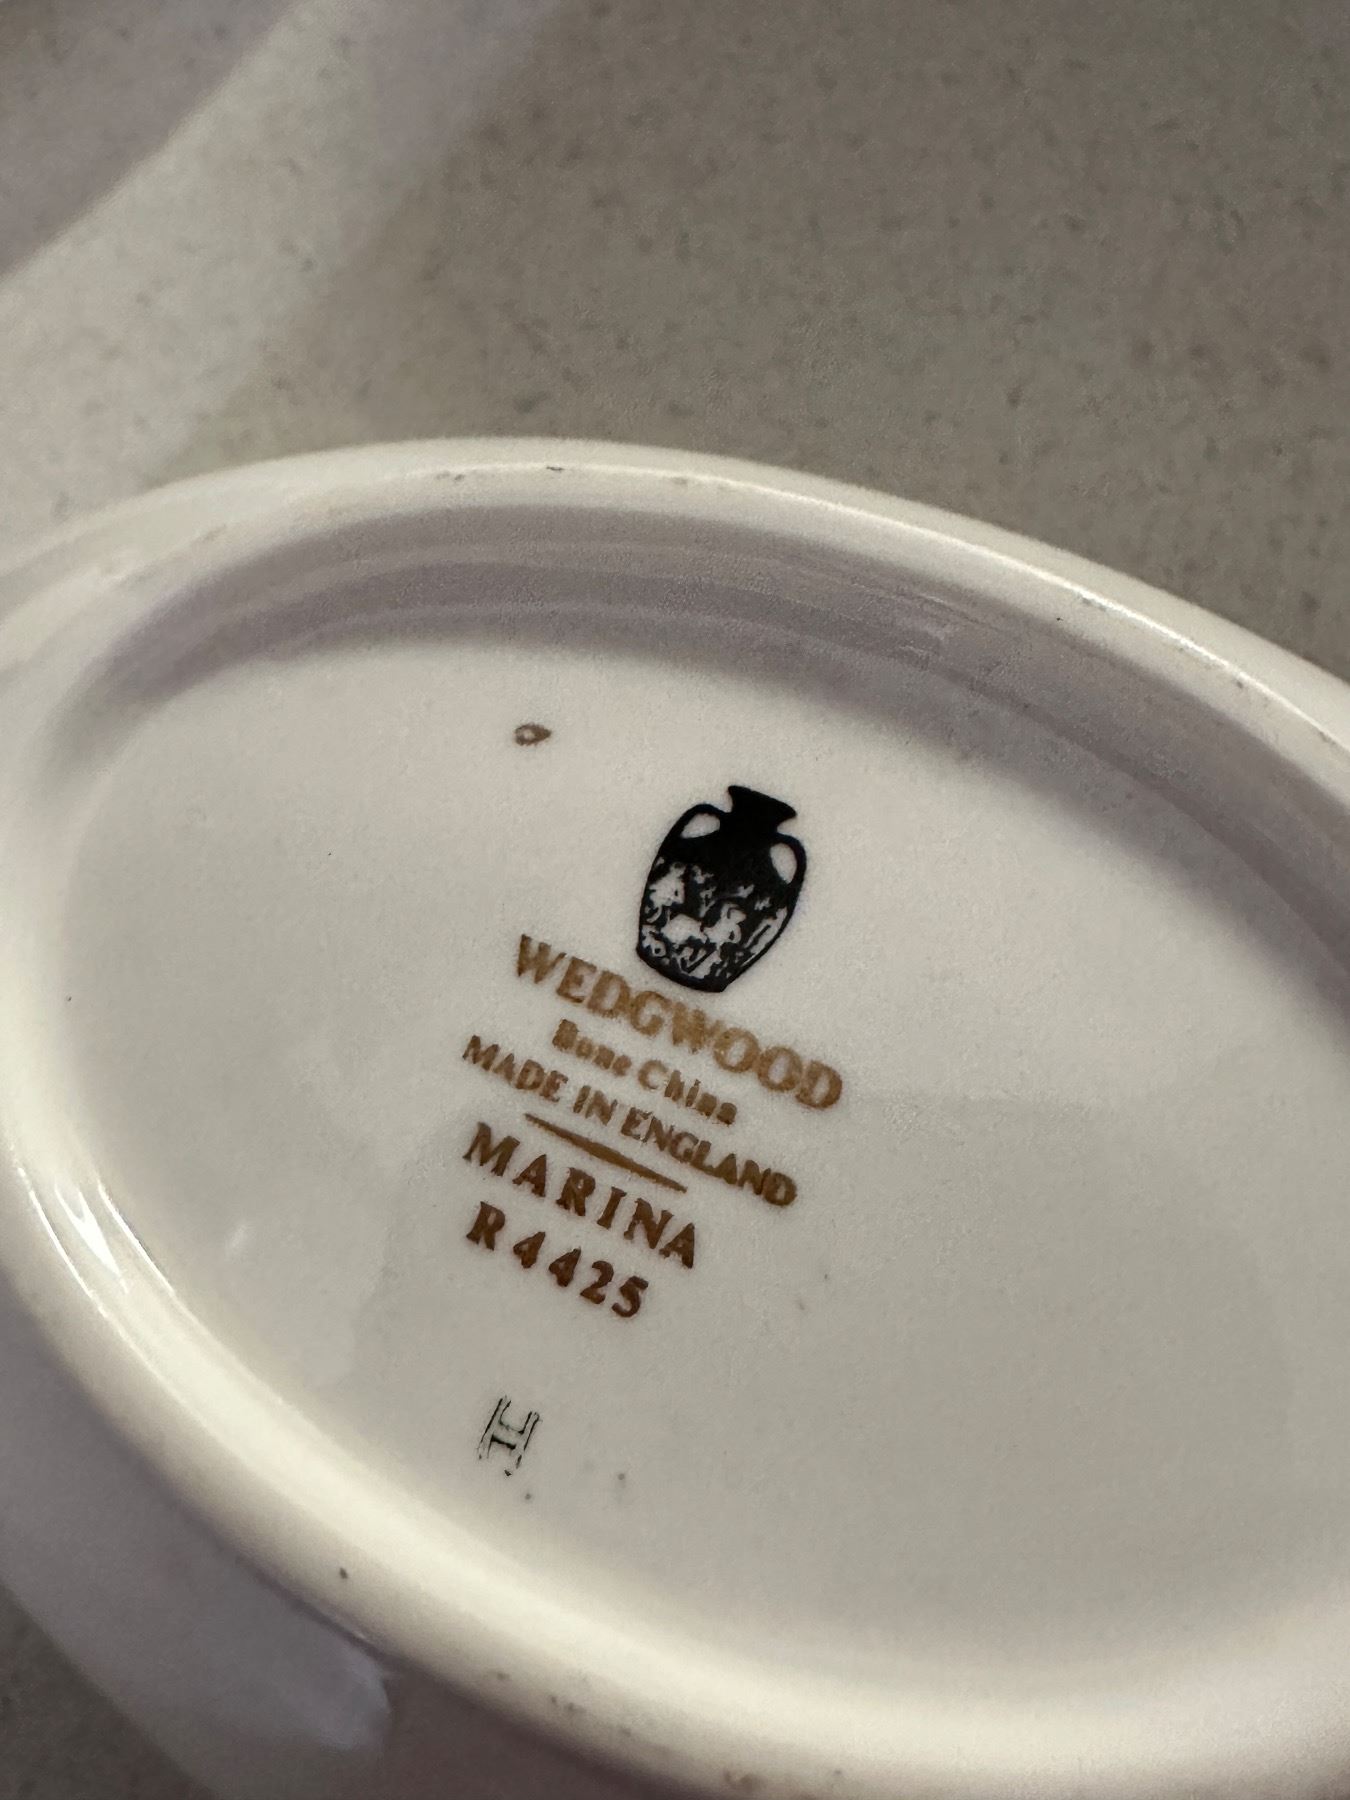 WEDGWOOD
Bone China
MADE IN ENGLAND
MARINA
R4425